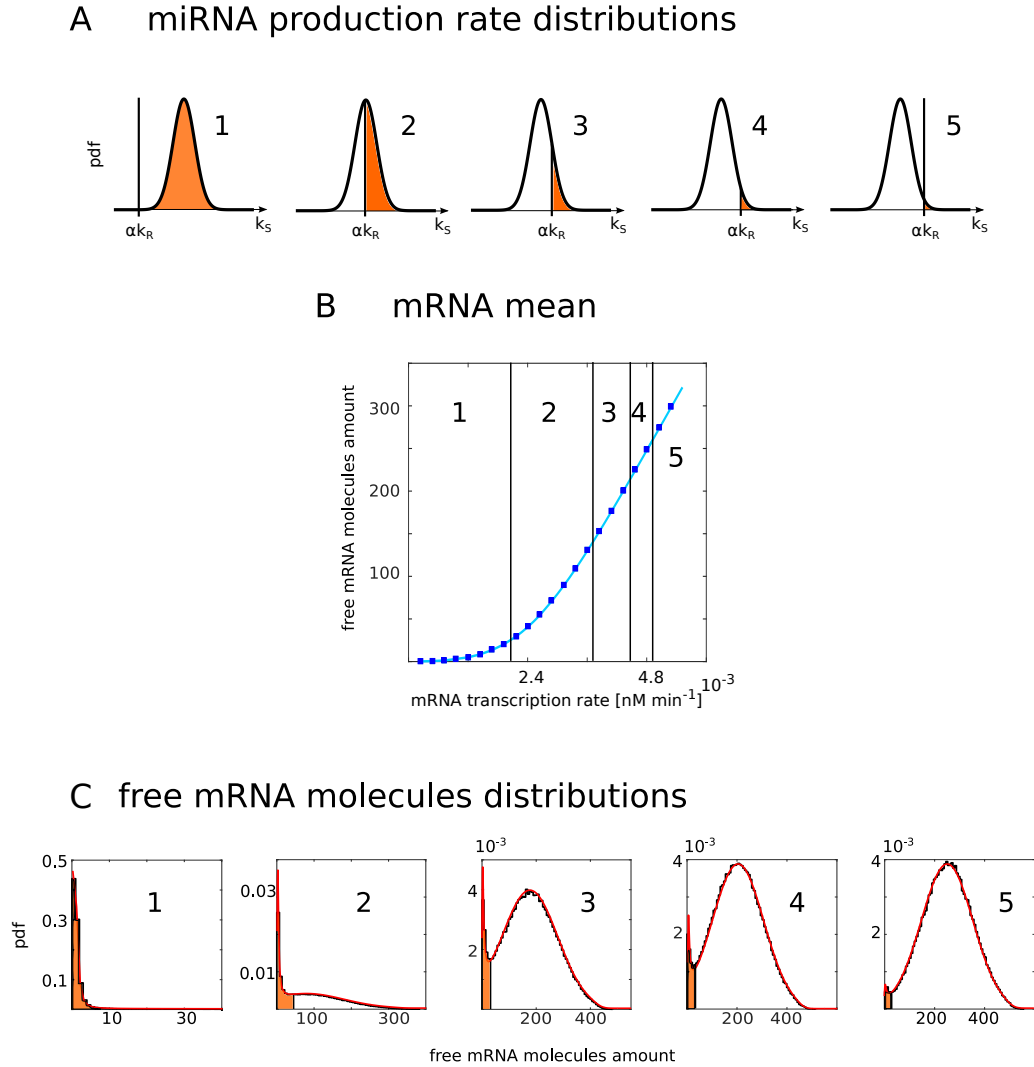 A miRNA production rate distributions
pdf
1 2 3 4 5
αkR kS αkR kS αkR kS αkR kS αkR kS
B mRNA mean
free mRNA molecules amount
300
200
100
1 2 3 4
5
2.4 4.8
10⁻³
mRNA transcription rate [nM min⁻¹]
C free mRNA molecules distributions
pdf
0.5
0.3
0.1
1
10 30
0.03
0.01
2
100 300
10⁻³
4
2
3
200 400
10⁻³
4
2
4
200 400
10⁻³
4
2
5
200 400
free mRNA molecules amount